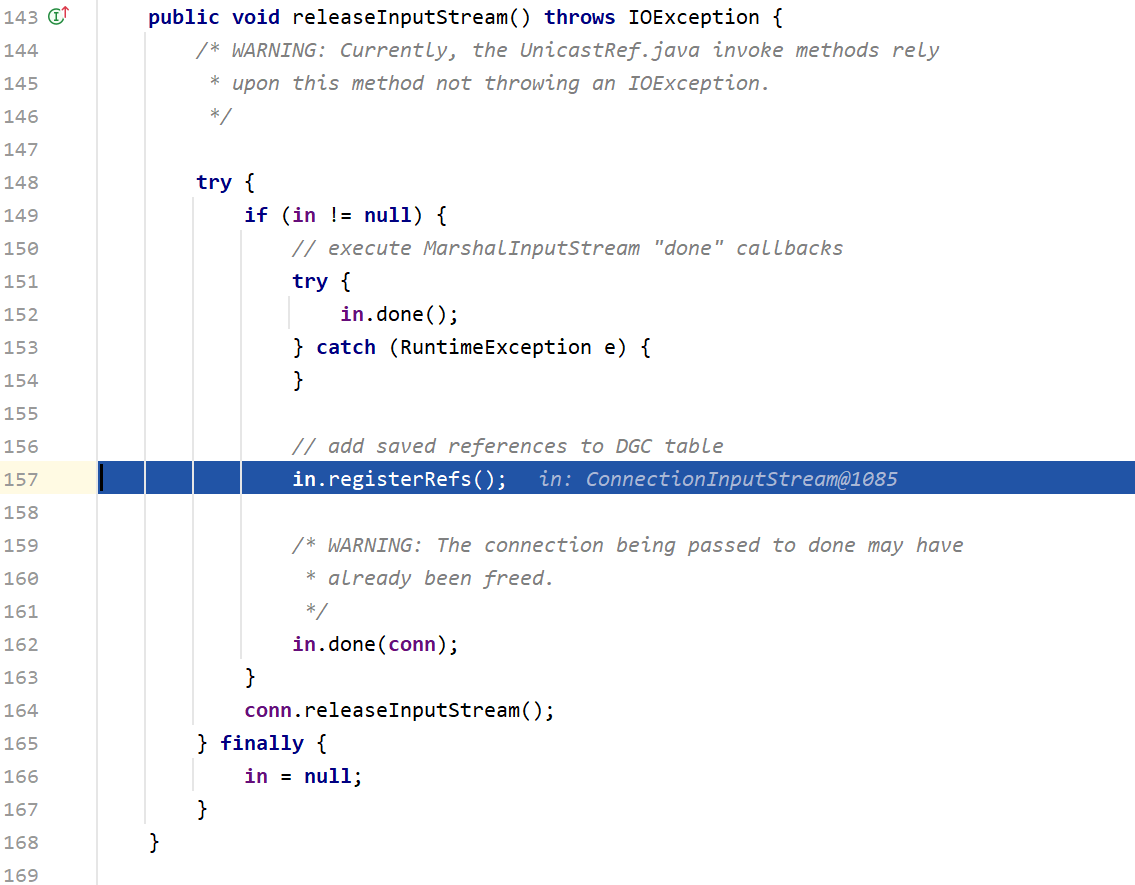 143 public void releaseInputStream() throws IOException {
144 /* WARNING: Currently, the UnicastRef.java invoke methods rely
145 * upon this method not throwing an IOException.
146 */
147
148 try {
149 if (in != null) {
150 // execute MarshalInputStream "done" callbacks
151 try {
152 in.done();
153 } catch (RuntimeException e) {
154 }
155
156 // add saved references to DGC table
157 in.registerRefs(); in: ConnectionInputStream@1085
158
159 /* WARNING: The connection being passed to done may have
160 * already been freed.
161 */
162 in.done(conn);
163 }
164 conn.releaseInputStream();
165 } finally {
166 in = null;
167 }
168 }
169